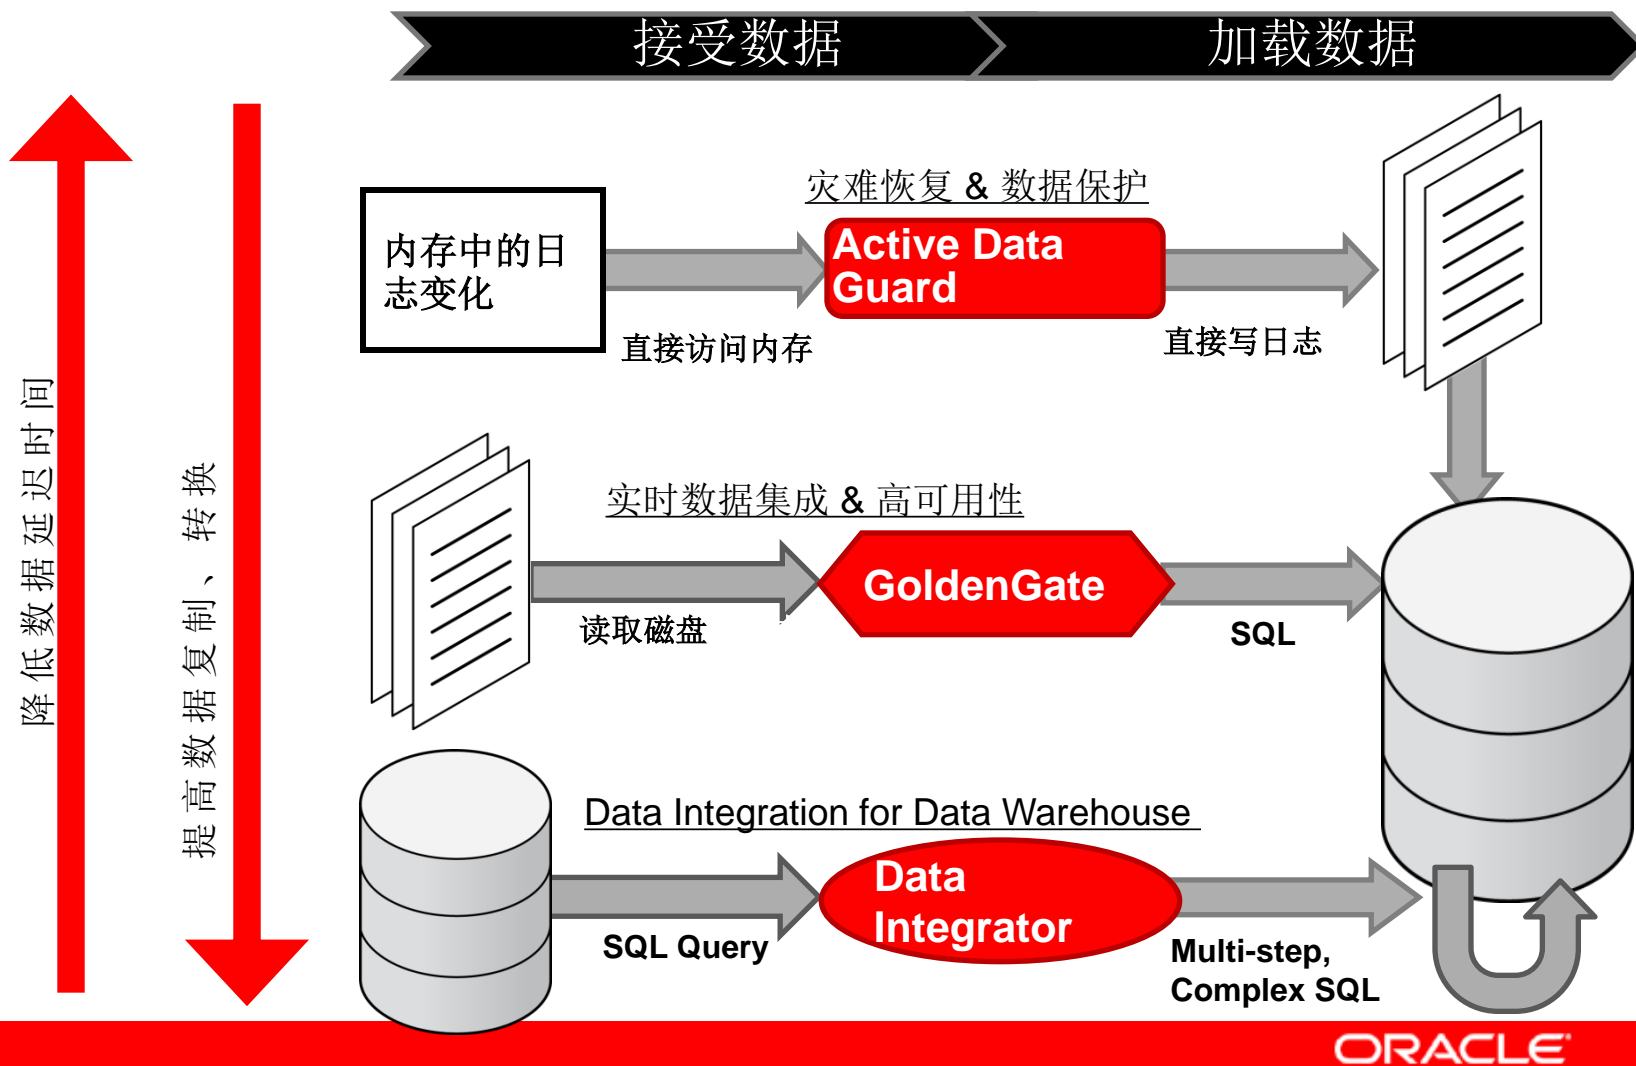 接受数据
加载数据
降低数据延迟时间
提高数据复制、转换
灾难恢复 & 数据保护
内存中的日
志变化
Active Data
Guard
直接访问内存
直接写日志
实时数据集成 & 高可用性
GoldenGate
读取磁盘
SQL
Data Integration for Data Warehouse
Data
Integrator
SQL Query
Multi-step,
Complex SQL
ORACLE